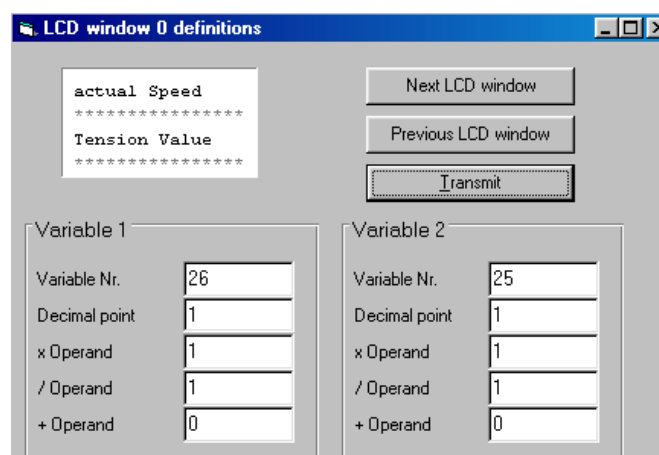 LCD window 0 definitions
actual Speed
****************
Tension Value
****************
Next LCD window
Previous LCD window
Transmit
Variable 1
Variable Nr. 26
Decimal point 1
x Operand 1
/ Operand 1
+ Operand 0
Variable 2
Variable Nr. 25
Decimal point 1
x Operand 1
/ Operand 1
+ Operand 0